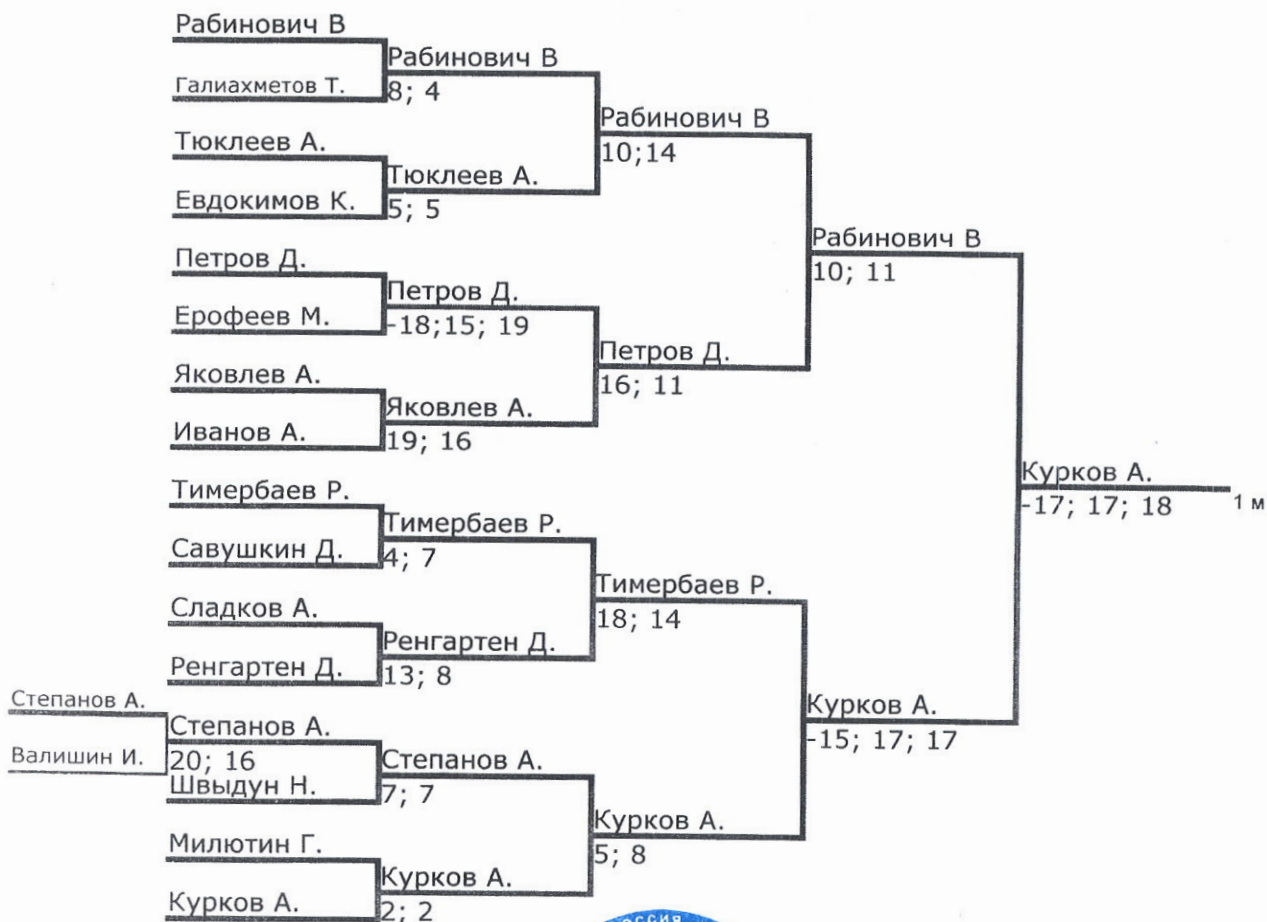 Рабинович В
Рабинович В
Галиахметов Т.
8; 4
Рабинович В
Тюклеев А.
10;14
Тюклеев А.
Евдокимов К.
5; 5
Рабинович В
Петров Д.
10; 11
Петров Д.
Ерофеев М.
-18;15; 19
Петров Д.
Яковлев А.
16; 11
Яковлев А.
Иванов А.
19; 16
Курков А.
Тимербаев Р.
-17; 17; 18
1 м
Тимербаев Р.
Савушкин Д.
4; 7
Тимербаев Р.
Сладков А.
18; 14
Ренгартен Д.
Ренгартен Д.
13; 8
Степанов А.
Курков А.
Степанов А.
-15; 17; 17
Валишин И.
20; 16
Степанов А.
Швыдун Н.
7; 7
Курков А.
Милютин Г.
5; 8
Курков А.
Курков А.
2; 2
РОССИЯ